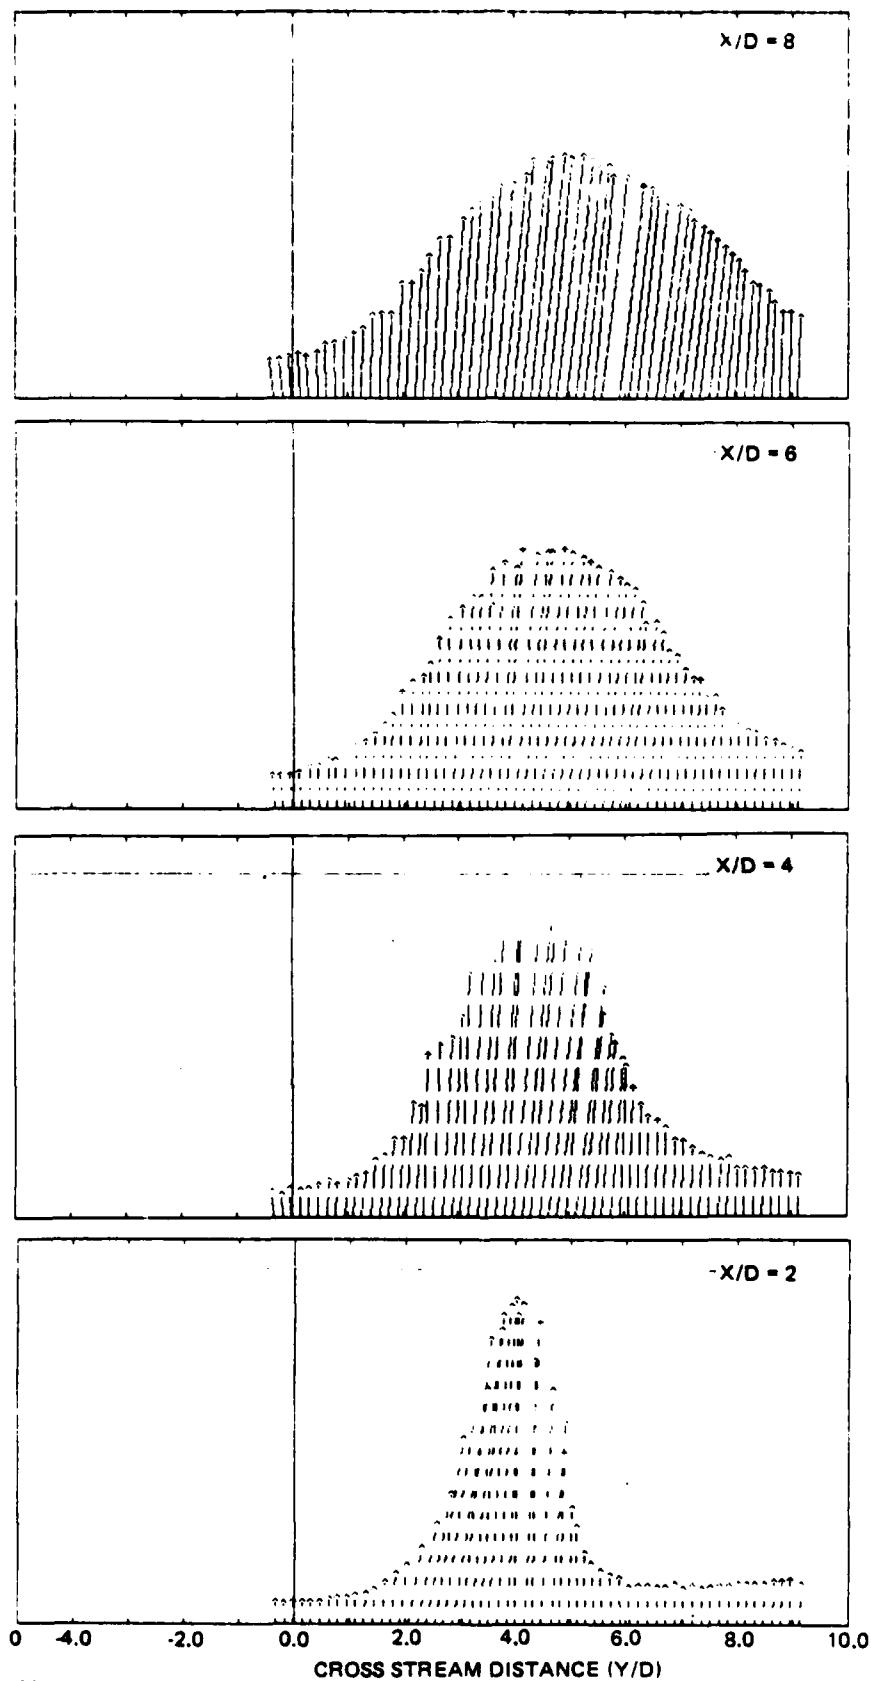 X/D = 8
X/D = 6
X/D = 4
X/D = 2
0 -4.0 -2.0 0.0 2.0 4.0 6.0 8.0 10.0
CROSS STREAM DISTANCE (Y/D)